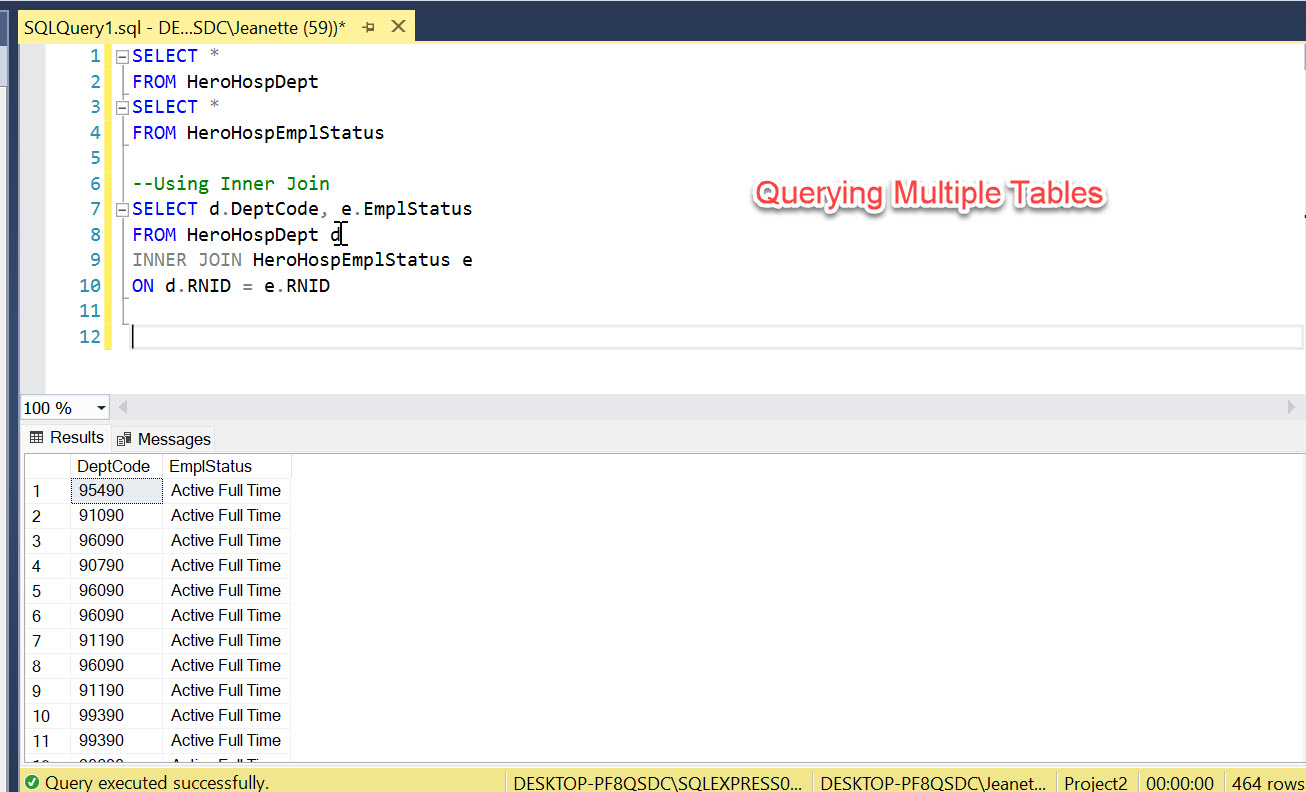 SQLQuery1.sql - DE...SDC\Jeanette (59))*
1 SELECT *
2 FROM HeroHospDept
3 SELECT *
4 FROM HeroHospEmplStatus
5
6 --Using Inner Join
Querying Multiple Tables
7 SELECT d.DeptCode, e.EmplStatus
8 FROM HeroHospDept d
9 INNER JOIN HeroHospEmplStatus e
10 ON d.RNID = e.RNID
11
12
100 %
Results Messages
DeptCode EmplStatus
1 95490 Active Full Time
2 91090 Active Full Time
3 96090 Active Full Time
4 90790 Active Full Time
5 96090 Active Full Time
6 96090 Active Full Time
7 91190 Active Full Time
8 96090 Active Full Time
9 91190 Active Full Time
10 99390 Active Full Time
11 99390 Active Full Time
Query executed successfully. DESKTOP-PF8QSDC\SQLEXPRESS0... DESKTOP-PF8QSDC\Jeanet... Project2 00:00:00 464 rows